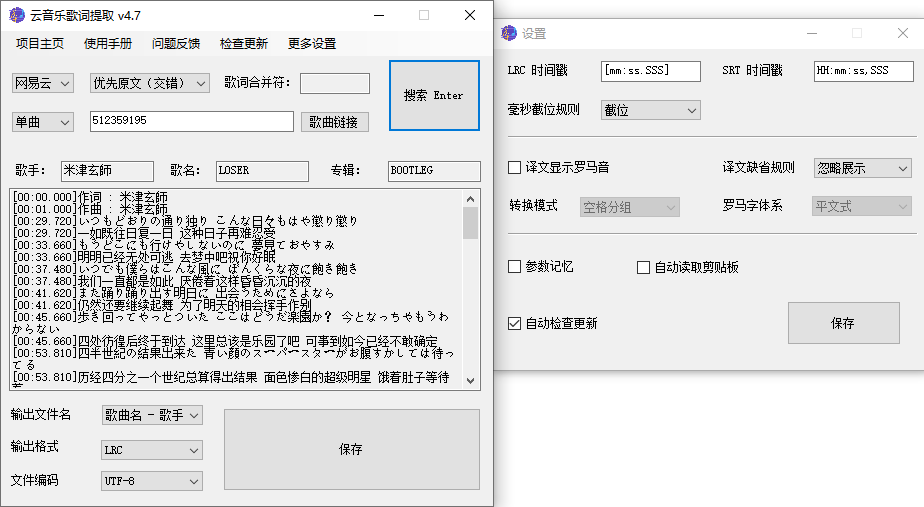 云音乐歌词提取 v4.7
项目主页 使用手册 问题反馈 检查更新 更多设置
网易云 优先原文（交错） 歌词合并符：
搜索 Enter
单曲 512359195 歌曲链接
歌手： 米津玄師 歌名： LOSER 专辑： BOOTLEG
[00:00.000]作词 : 米津玄師
[00:01.000]作曲 : 米津玄師
[00:29.720]いつもどおりの通り独り こんな日々もはや懲り懲り
[00:29.720]一如既往日复一日 这种日子再难忍爱
[00:33.660]もうどこにも行けやしないのに 夢見ておやすみ
[00:33.660]明明已经无处可逃 去梦中吧祝你好眠
[00:37.480]いつでも僕らはこんな風に ぼんくらな夜に飽き飽き
[00:37.480]我们一直都是如此 厌倦着这样昏昏沉沉的夜
[00:41.620]また踊り踊り出す明日に 出会うためにさよなら
[00:41.620]仍然还要继续起舞 为了明天的相会挥手作别
[00:45.660]歩き回ってやっとついた ここはどうだ楽園か? 今となっちゃもうわ
からない
[00:45.660]四处彷徨后终于到达 这里总该是乐园了吧 可事到如今已经不敢确定
[00:53.810]四半世紀の結果出来た 青い顔のスーパースターがお腹すかしては待っ
てる
[00:53.810]历经四分之一个世纪总算得出结果 面色惨白的超级明星 饿着肚子等待
输出文件名 歌曲名 - 歌手
输出格式 LRC
文件编码 UTF-8
保存
设置
LRC 时间戳 [mm:ss.SSS] SRT 时间戳 HH:mm:ss,SSS
毫秒截位规则 截位
译文显示罗马音 译文缺省规则 忽略展示
转换模式 空格分组 罗马字体系 平文式
参数记忆 自动读取剪贴板
自动检查更新 保存